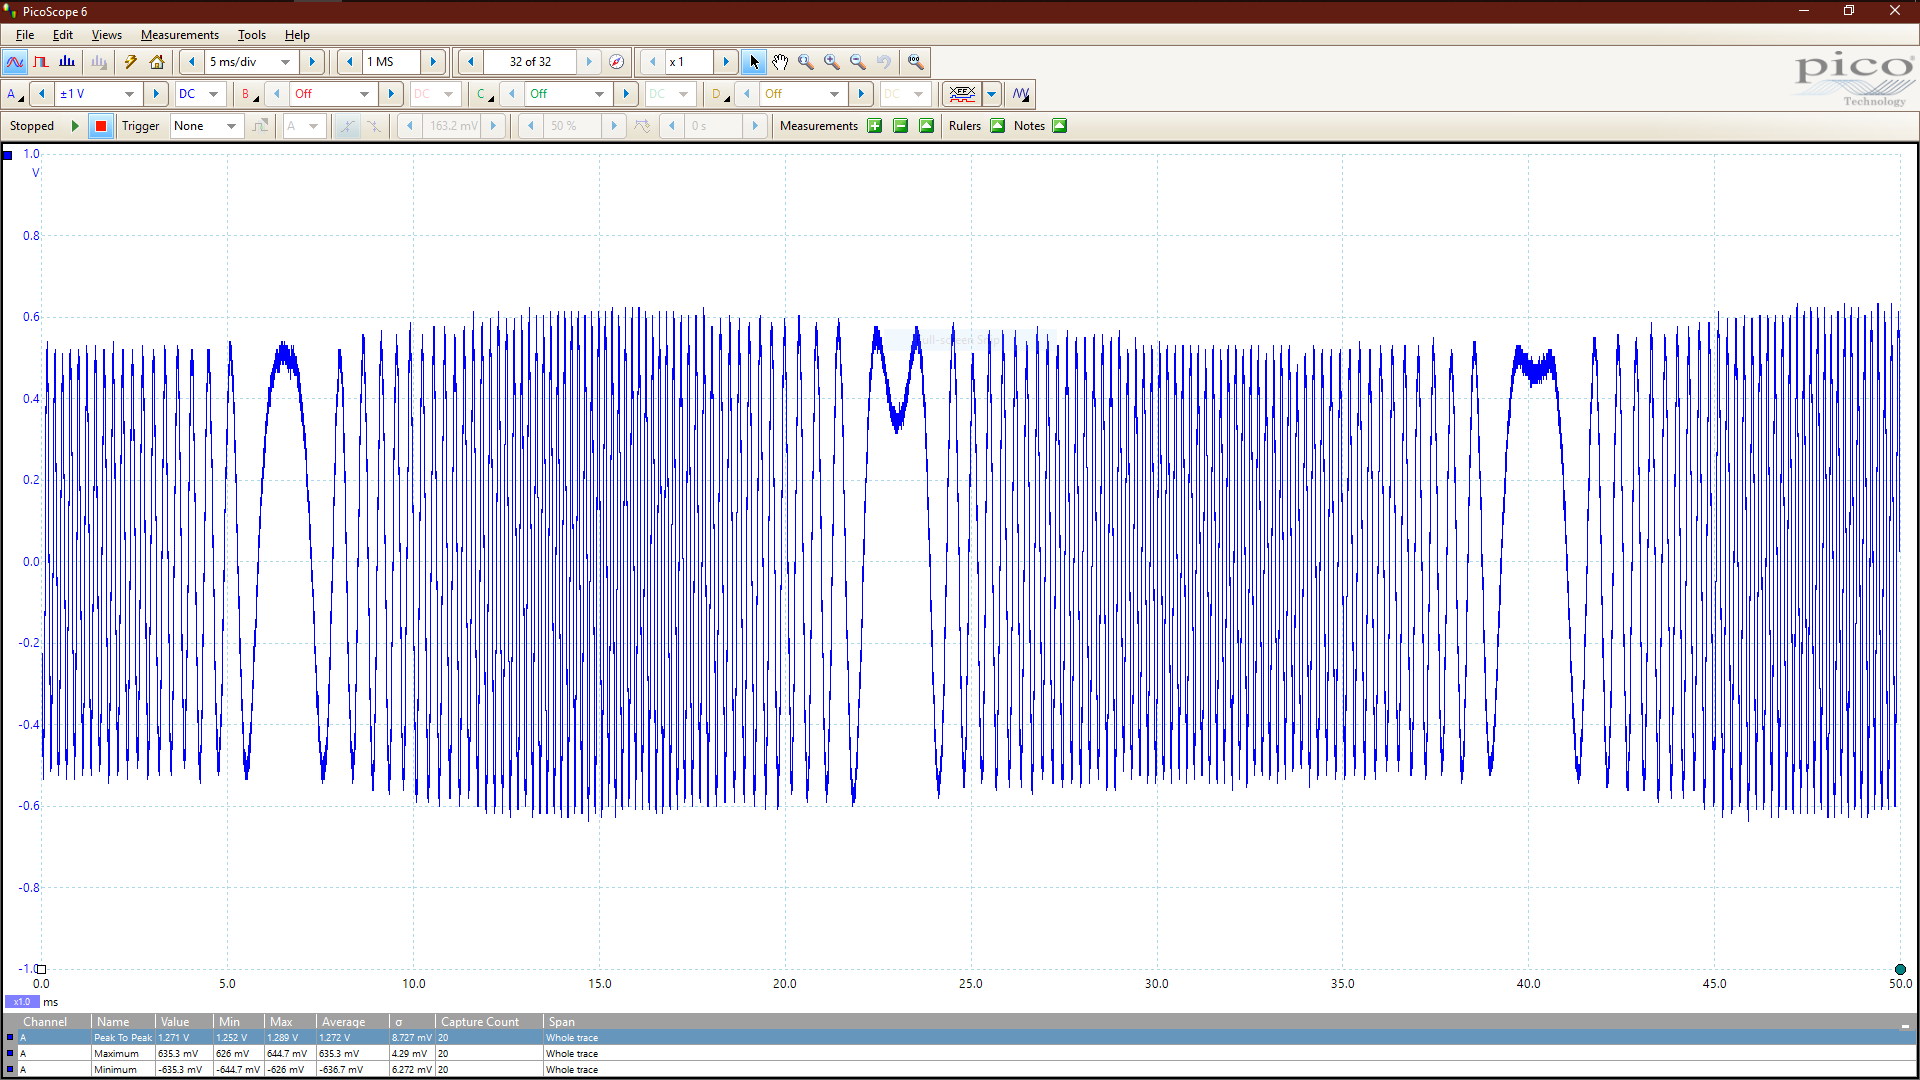 PicoScope 6
File Edit Views Measurements Tools Help
5 ms/div 1 MS 32 of 32 x 1
pico
Technology
A ±1 V DC B Off DC C Off DC D Off DC
Stopped Trigger None A 163.2 mV 50 % 0 s Measurements Rulers Notes
1.0
V
0.8
0.6
full-screen Snip
0.4
0.2
0.0
-0.2
-0.4
-0.6
-0.8
-1.0
0.0 5.0 10.0 15.0 20.0 25.0 30.0 35.0 40.0 45.0 50.0
x1.0 ms
Channel Name Value Min Max Average σ Capture Count Span
A Peak To Peak 1.271 V 1.252 V 1.289 V 1.272 V 8.727 mV 20 Whole trace
A Maximum 635.3 mV 626 mV 644.7 mV 635.3 mV 4.29 mV 20 Whole trace
A Minimum -635.3 mV -644.7 mV -626 mV -636.7 mV 6.272 mV 20 Whole trace